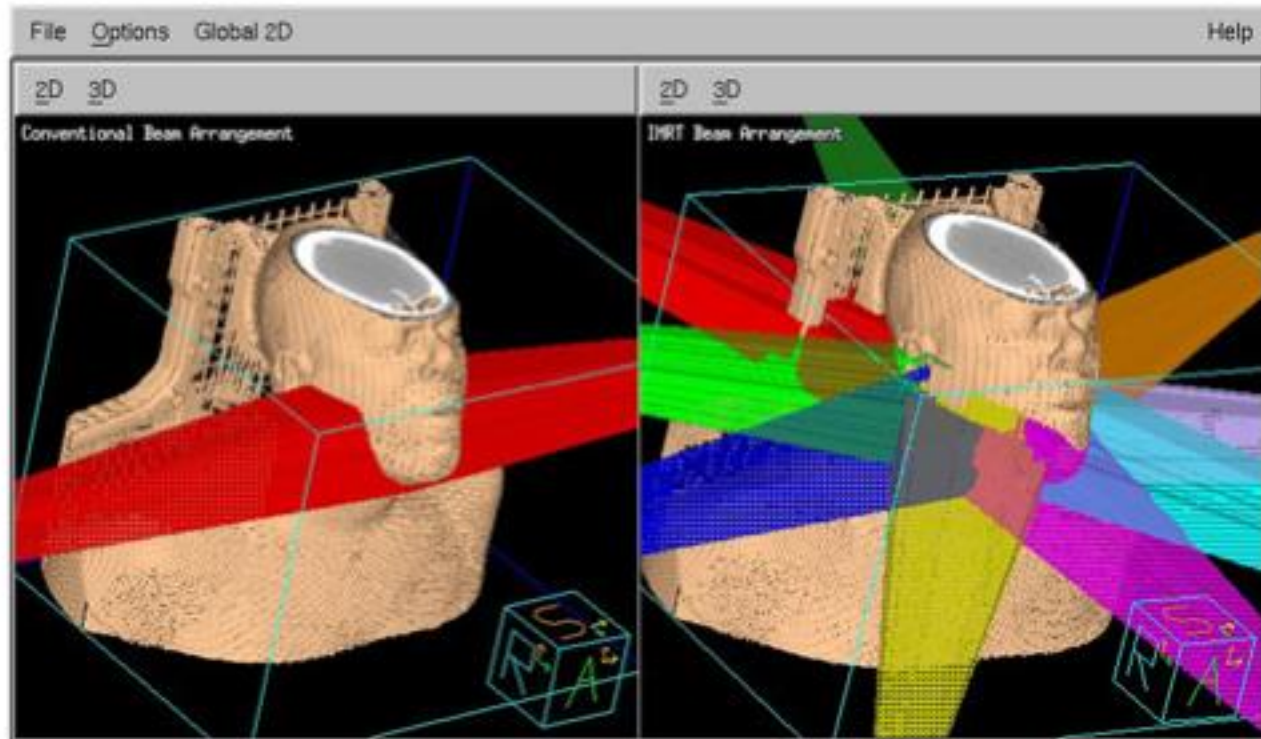 File Options Global 2D Help
2D 3D
2D 3D
Conventional Beam Arrangement
IMRT Beam Arrangement
S
R
A
S
R
A